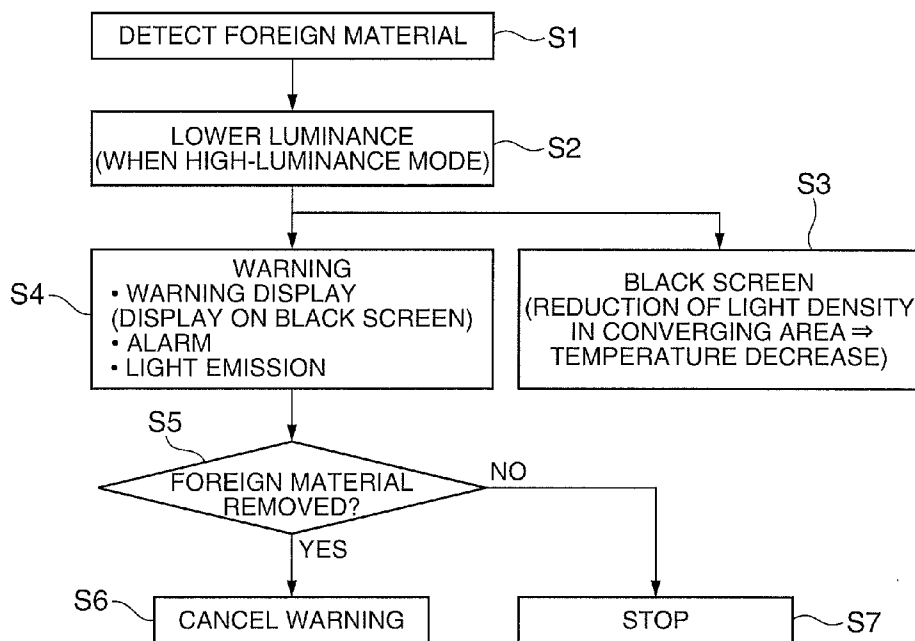 DETECT FOREIGN MATERIAL
S1
LOWER LUMINANCE
(WHEN HIGH-LUMINANCE MODE)
S2
S3
BLACK SCREEN
(REDUCTION OF LIGHT DENSITY
IN CONVERGING AREA ⇒
TEMPERATURE DECREASE)
S4
WARNING
• WARNING DISPLAY
(DISPLAY ON BLACK SCREEN)
• ALARM
• LIGHT EMISSION
S5
FOREIGN MATERIAL
REMOVED?
NO
YES
S6
CANCEL WARNING
STOP
S7